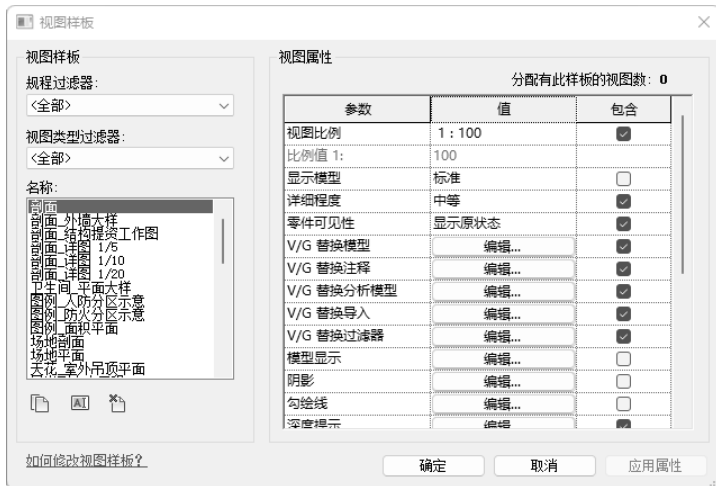 视图样板
视图样板
规程过滤器:
<全部>
视图类型过滤器:
<全部>
名称:
剖面
剖面_外墙大样
剖面_结构提资工作图
剖面_详图 1/5
剖面_详图 1/10
剖面_详图 1/20
卫生间_平面大样
图例_人防分区示意
图例_防火分区示意
图例_面积平面
场地剖面
场地平面
天花_室外吊顶平面
如何修改视图样板?
视图属性
分配有此样板的视图数: 0
参数 值 包含
视图比例 1 : 100
比例值 1: 100
显示模型 标准
详细程度 中等
零件可见性 显示原状态
V/G 替换模型 编辑...
V/G 替换注释 编辑...
V/G 替换分析模型 编辑...
V/G 替换导入 编辑...
V/G 替换过滤器 编辑...
模型显示 编辑...
阴影 编辑...
勾绘线 编辑...
深度提示 编辑...
确定 取消 应用属性